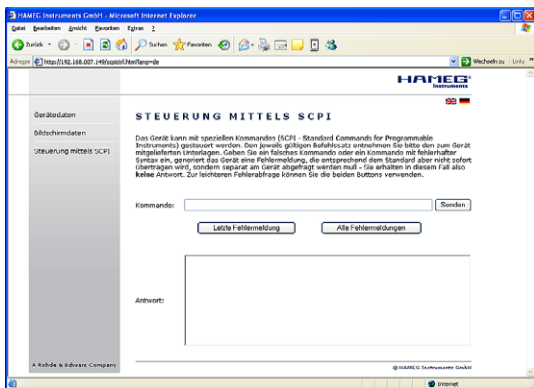 HAMEG Instruments GmbH - Microsoft Internet Explorer
Datei Bearbeiten Ansicht Favoriten Extras ?
Zurück Suchen Favoriten
Adresse http://192.168.007.149/scpictrl.html?lang=de Wechseln zu Links
HAMEG
Instruments
Gerätedaten
Bildschirmdaten
Steuerung mittels SCPI
STEUERUNG MITTELS SCPI
Das Gerät kann mit speziellen Kommandos (SCPI - Standard Commands for Programmable
Instruments) gesteuert werden. Den jeweils gültigen Befehlssatz entnehmen Sie bitte den zum Gerät
mitgelieferten Unterlagen. Geben Sie ein falsches Kommando oder ein Kommando mit fehlerhafter
Syntax ein, generiert das Gerät eine Fehlermeldung, die entsprechend dem Standard aber nicht sofort
übertragen wird, sondern separat am Gerät abgefragt werden muß - Sie erhalten in diesem Fall also
keine Antwort. Zur leichteren Fehlerabfrage können Sie die beiden Buttons verwenden.
Kommando: Senden
Letzte Fehlermeldung Alle Fehlermeldungen
Antwort:
A Rohde & Schwarz Company
© HAMEG Instruments GmbH
Internet